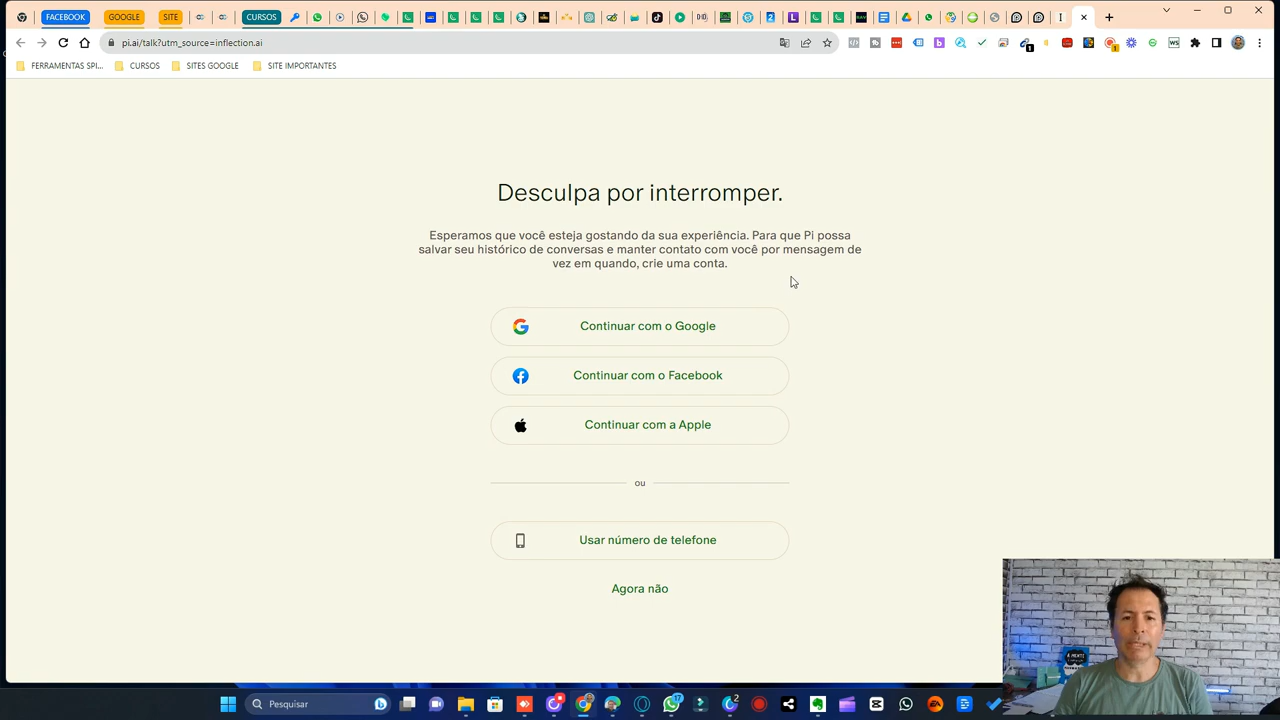 FACEBOOK GOOGLE SITE CURSOS
pi.ai/talk?utm_source=inflection.ai
FERRAMENTAS SPI... CURSOS SITES GOOGLE SITE IMPORTANTES
Desculpa por interromper.
Esperamos que você esteja gostando da sua experiência. Para que Pi possa
salvar seu histórico de conversas e manter contato com você por mensagem de
vez em quando, crie uma conta.
Continuar com o Google
Continuar com o Facebook
Continuar com a Apple
ou
Usar número de telefone
Agora não
Pesquisar